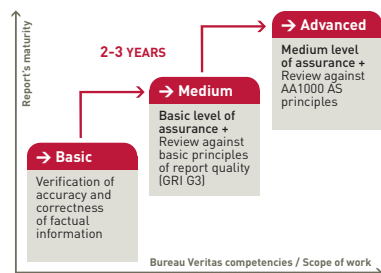 Report's maturity
2-3 YEARS
→ Advanced
Medium level
of assurance +
Review against
AA1000 AS
principles
→ Medium
Basic level of
assurance +
Review against
basic principles
of report quality
(GRI G3)
→ Basic
Verification of
accuracy and
correctness
of factual
information
Bureau Veritas competencies / Scope of work